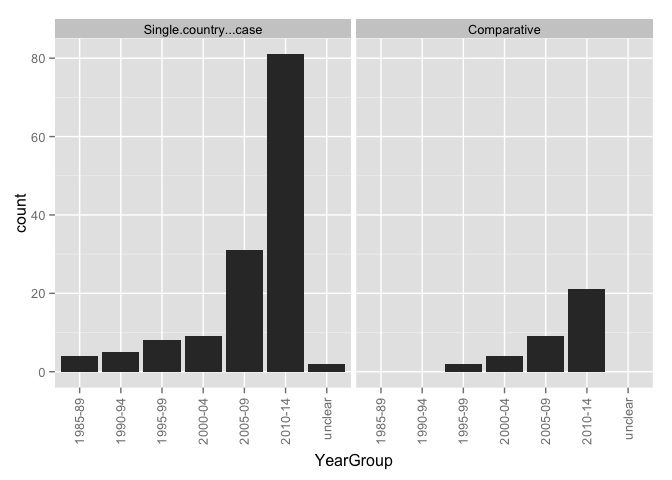 Single.country...case
Comparative
80
60
40
20
0
count
1985-89
1990-94
1995-99
2000-04
2005-09
2010-14
unclear
1985-89
1990-94
1995-99
2000-04
2005-09
2010-14
unclear
YearGroup